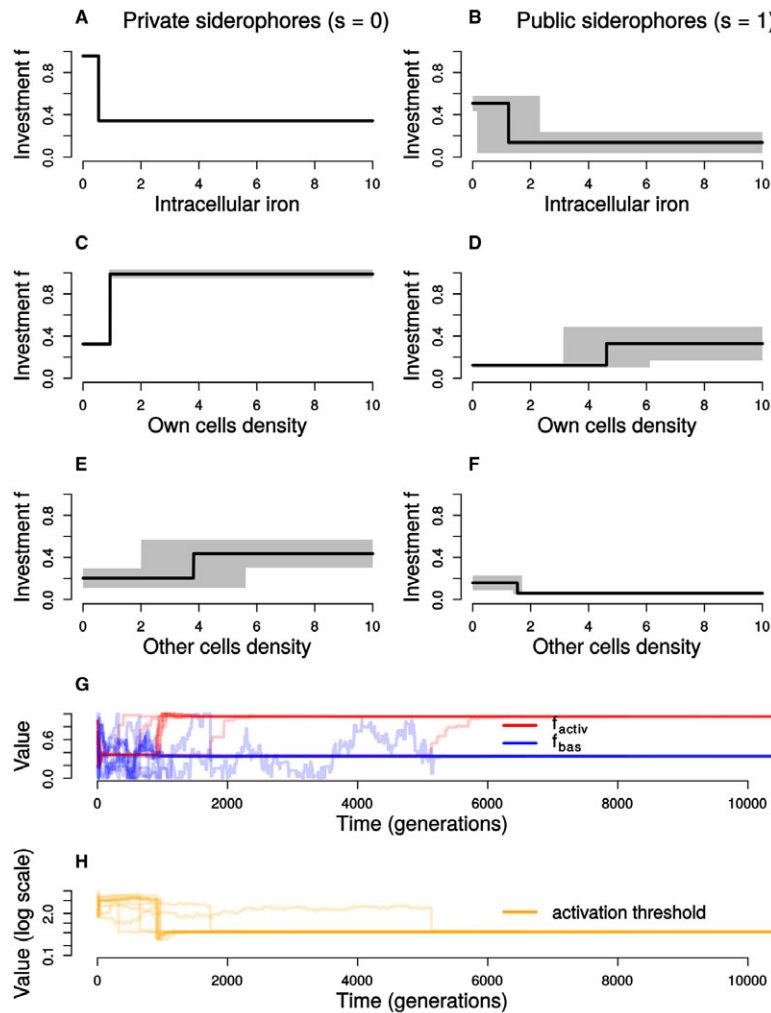 A Private siderophores (s = 0)
B Public siderophores (s = 1)
Investment f
0.0 0.4 0.8
0 2 4 6 8 10
Intracellular iron
Investment f
0.0 0.4 0.8
0 2 4 6 8 10
Intracellular iron
C
Investment f
0.0 0.4 0.8
0 2 4 6 8 10
Own cells density
D
Investment f
0.0 0.4 0.8
0 2 4 6 8 10
Own cells density
E
Investment f
0.0 0.4 0.8
0 2 4 6 8 10
Other cells density
F
Investment f
0.0 0.4 0.8
0 2 4 6 8 10
Other cells density
G
Value
0.0 0.6
f_activ
f_bas
0 2000 4000 6000 8000 10000
Time (generations)
H
Value (log scale)
0.1 2.0
activation threshold
0 2000 4000 6000 8000 10000
Time (generations)